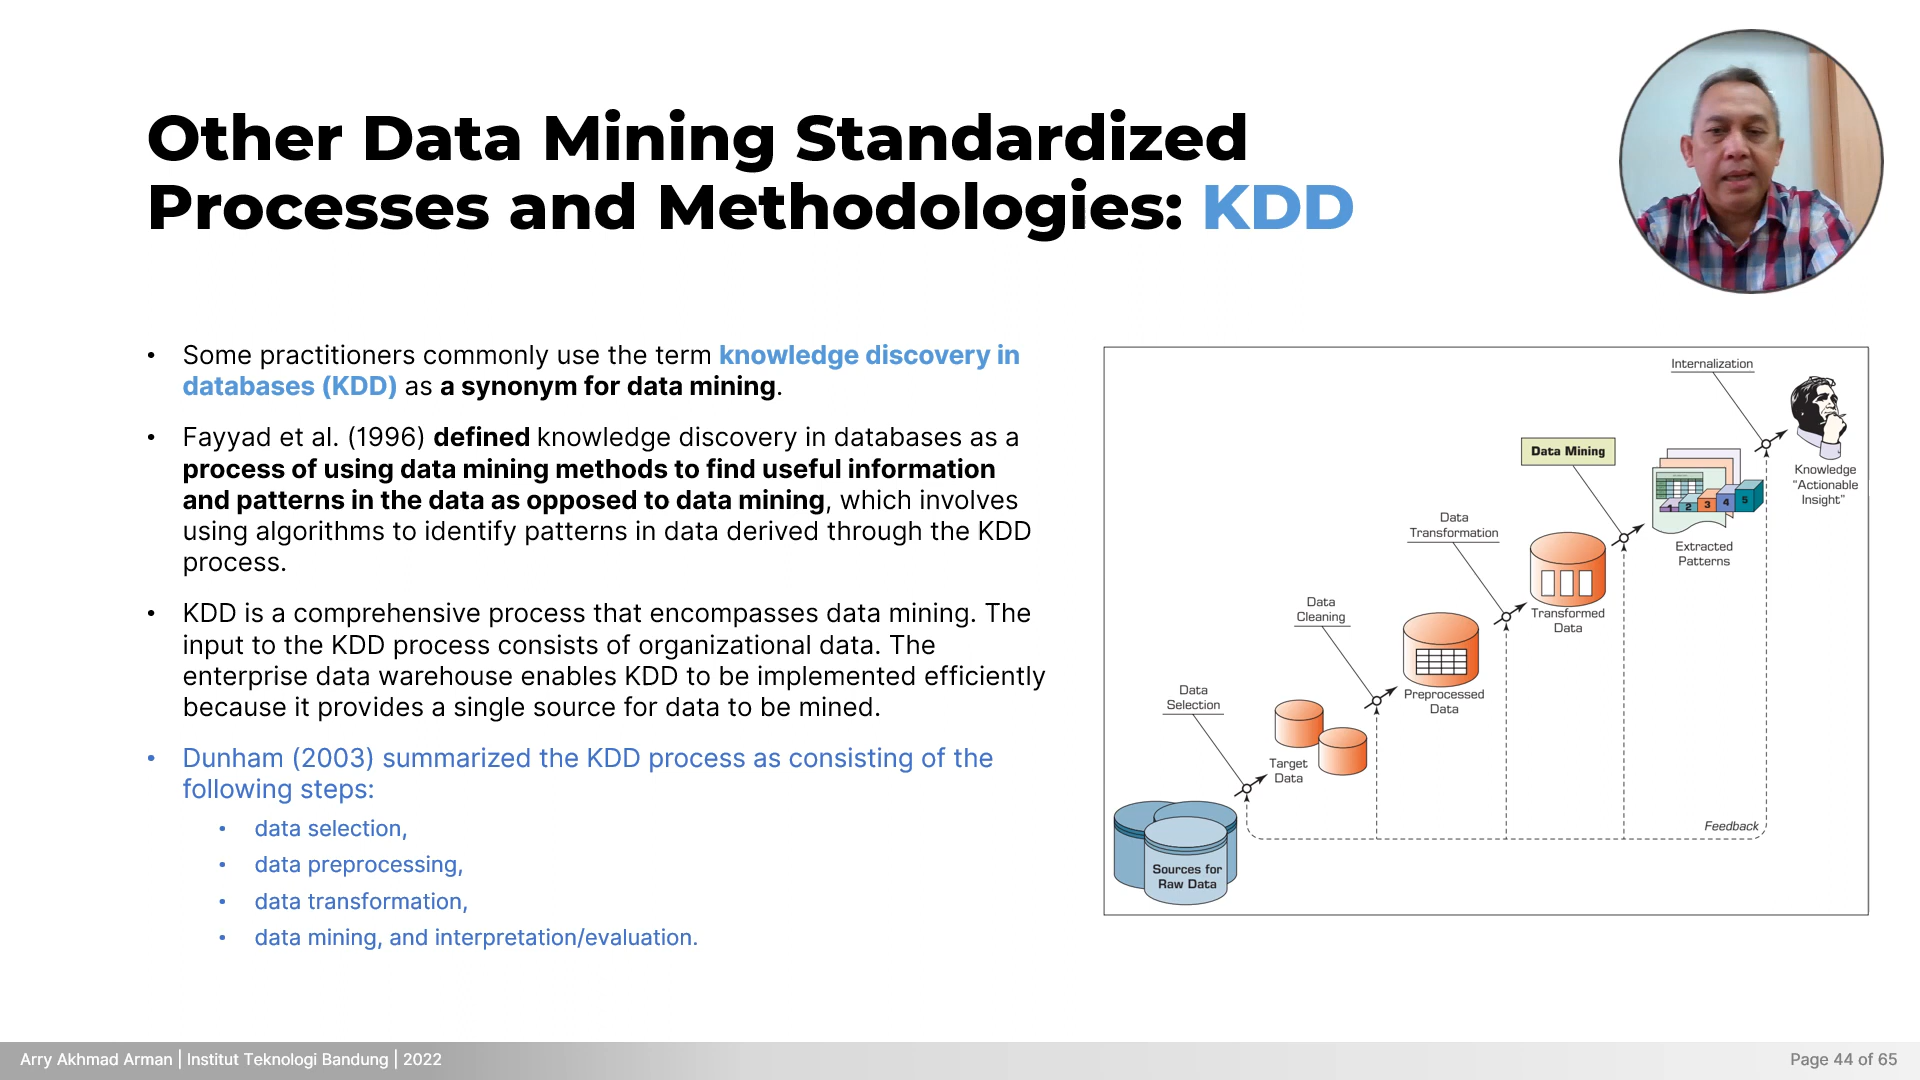 Other Data Mining Standardized
Processes and Methodologies: KDD
• Some practitioners commonly use the term knowledge discovery in
databases (KDD) as a synonym for data mining.
• Fayyad et al. (1996) defined knowledge discovery in databases as a
process of using data mining methods to find useful information
and patterns in the data as opposed to data mining, which involves
using algorithms to identify patterns in data derived through the KDD
process.
• KDD is a comprehensive process that encompasses data mining. The
input to the KDD process consists of organizational data. The
enterprise data warehouse enables KDD to be implemented efficiently
because it provides a single source for data to be mined.
• Dunham (2003) summarized the KDD process as consisting of the
following steps:
• data selection,
• data preprocessing,
• data transformation,
• data mining, and interpretation/evaluation.
Internalization
Knowledge
"Actionable
Insight"
Data Mining
1 2 3 4 5
Extracted
Patterns
Data
Transformation
Transformed
Data
Data
Cleaning
Preprocessed
Data
Data
Selection
Target
Data
Feedback
Sources for
Raw Data
Arry Akhmad Arman | Institut Teknologi Bandung | 2022
Page 44 of 65